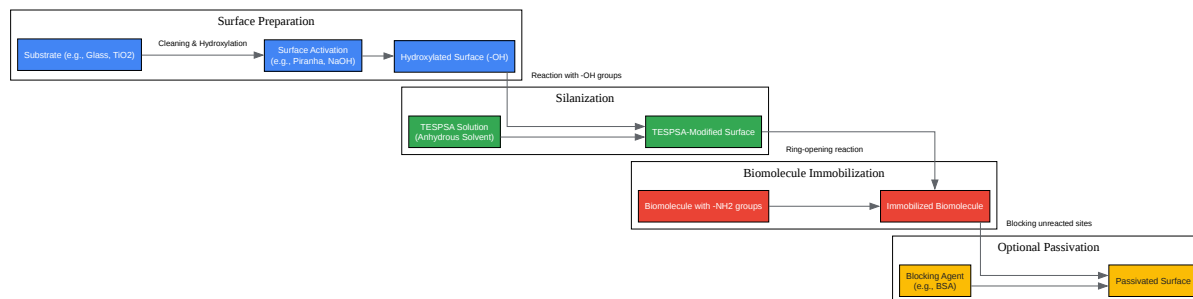 Surface Preparation
Substrate (e.g., Glass, TiO2)
Cleaning & Hydroxylation
Surface Activation
(e.g., Piranha, NaOH)
Hydroxylated Surface (-OH)
Reaction with -OH groups
Silanization
TESPSA Solution
(Anhydrous Solvent)
TESPSA-Modified Surface
Ring-opening reaction
Biomolecule Immobilization
Biomolecule with -NH2 groups
Immobilized Biomolecule
Blocking unreacted sites
Optional Passivation
Blocking Agent
(e.g., BSA)
Passivated Surface